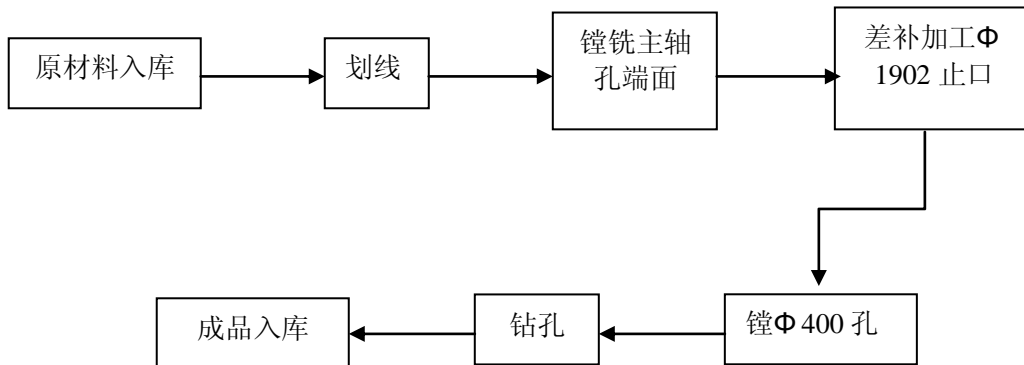 原材料入库
划线
镗铣主轴
孔端面
差补加工Φ
1902 止口
镗Φ400 孔
钻孔
成品入库